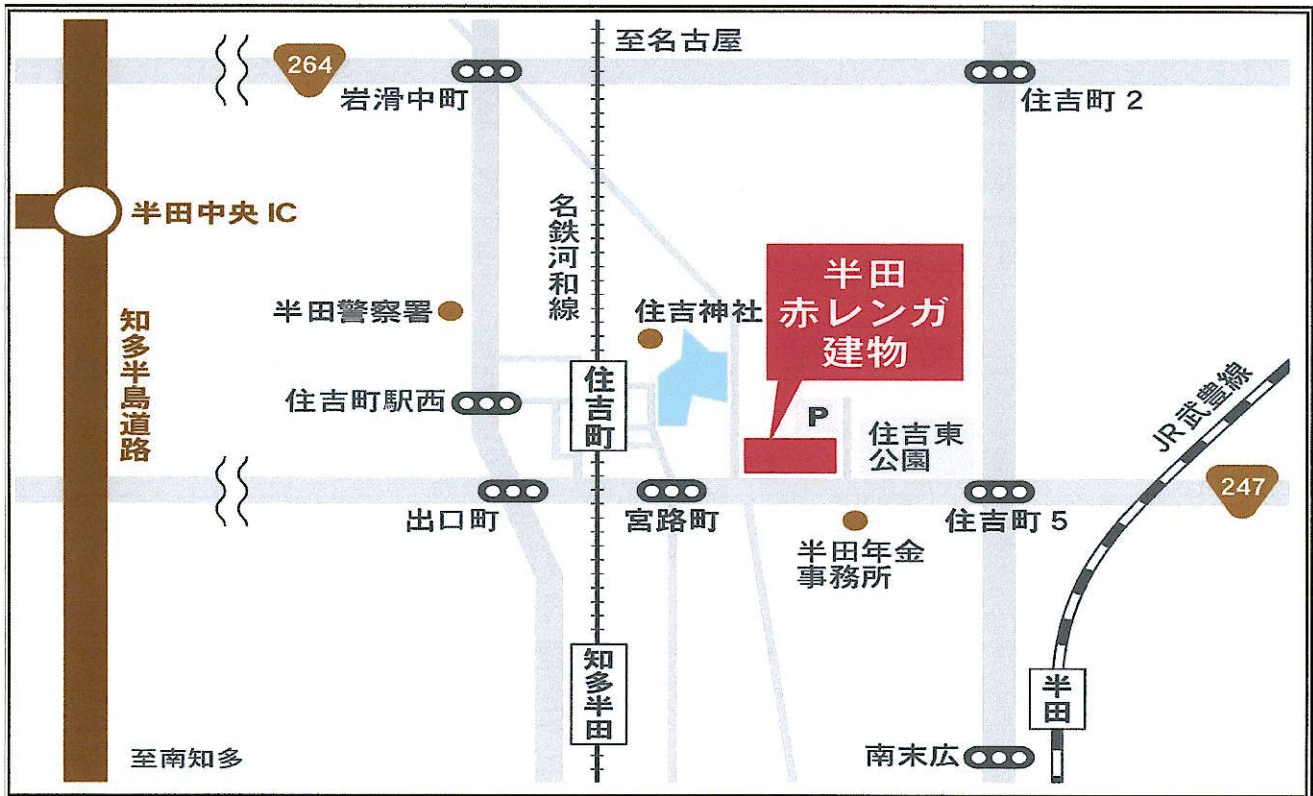 至名古屋
264
岩滑中町
住吉町 2
半田中央 IC
名鉄河和線
半田
赤レンガ
建物
半田警察署
住吉神社
知多半島道路
住吉町駅西
住吉町
P
住吉東
公園
JR武豊線
247
出口町
宮路町
住吉町 5
半田年金
事務所
知多半田
半田
至南知多
南末広